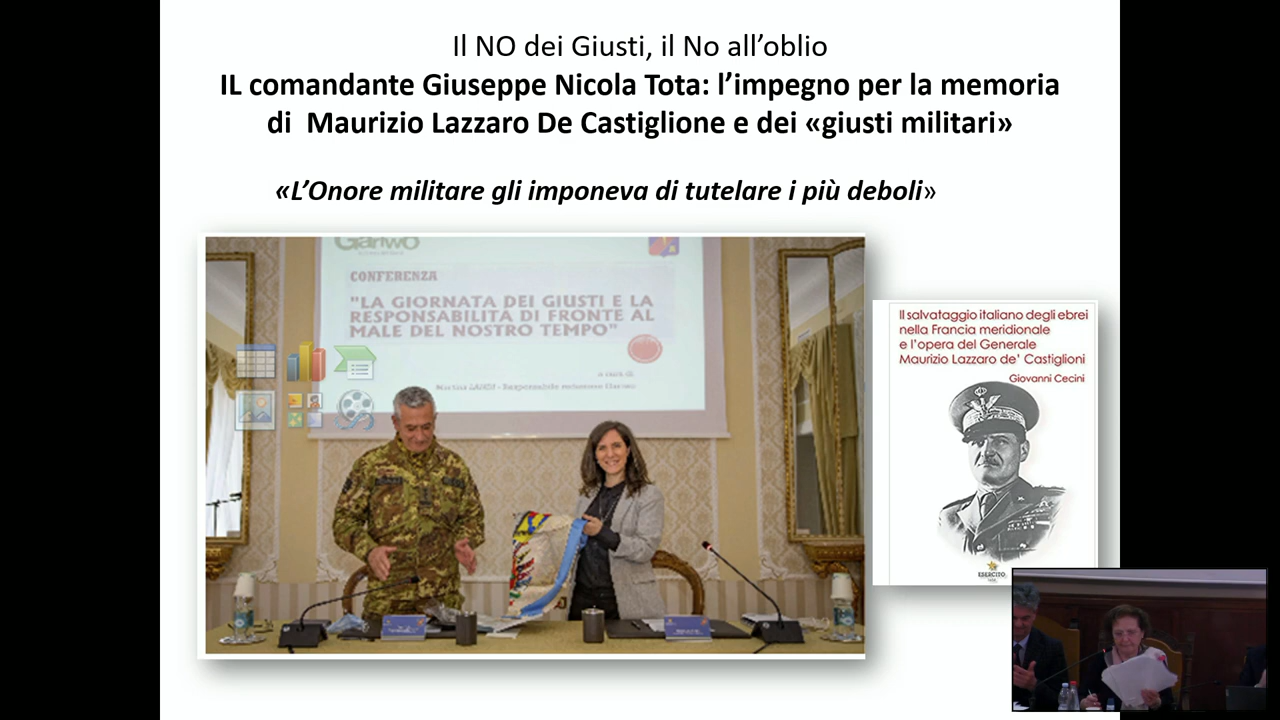 Il NO dei Giusti, il No all’oblio
IL comandante Giuseppe Nicola Tota: l’impegno per la memoria
di Maurizio Lazzaro De Castiglione e dei «giusti militari»
«L’Onore militare gli imponeva di tutelare i più deboli»
Gariwo
CONFERENZA
"LA GIORNATA DEI GIUSTI E LA
RESPONSABILITA DI FRONTE AL
MALE DEL NOSTRO TEMPO"
a cura di
Il salvataggio italiano degli ebrei
nella Francia meridionale
e l’opera del Generale
Maurizio Lazzaro de’ Castiglioni
Giovanni Cecini
ESERCITO